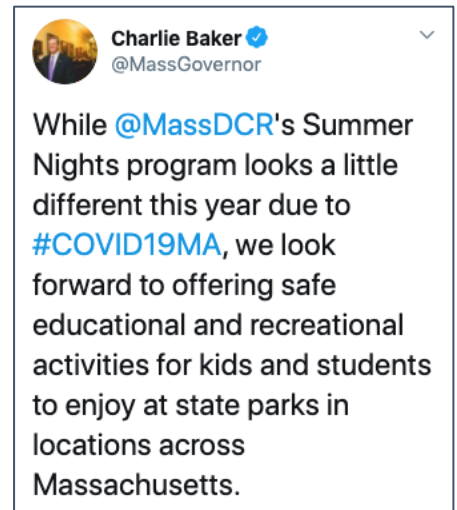 Charlie Baker
@MassGovernor
While @MassDCR's Summer
Nights program looks a little
different this year due to
#COVID19MA, we look
forward to offering safe
educational and recreational
activities for kids and students
to enjoy at state parks in
locations across
Massachusetts.